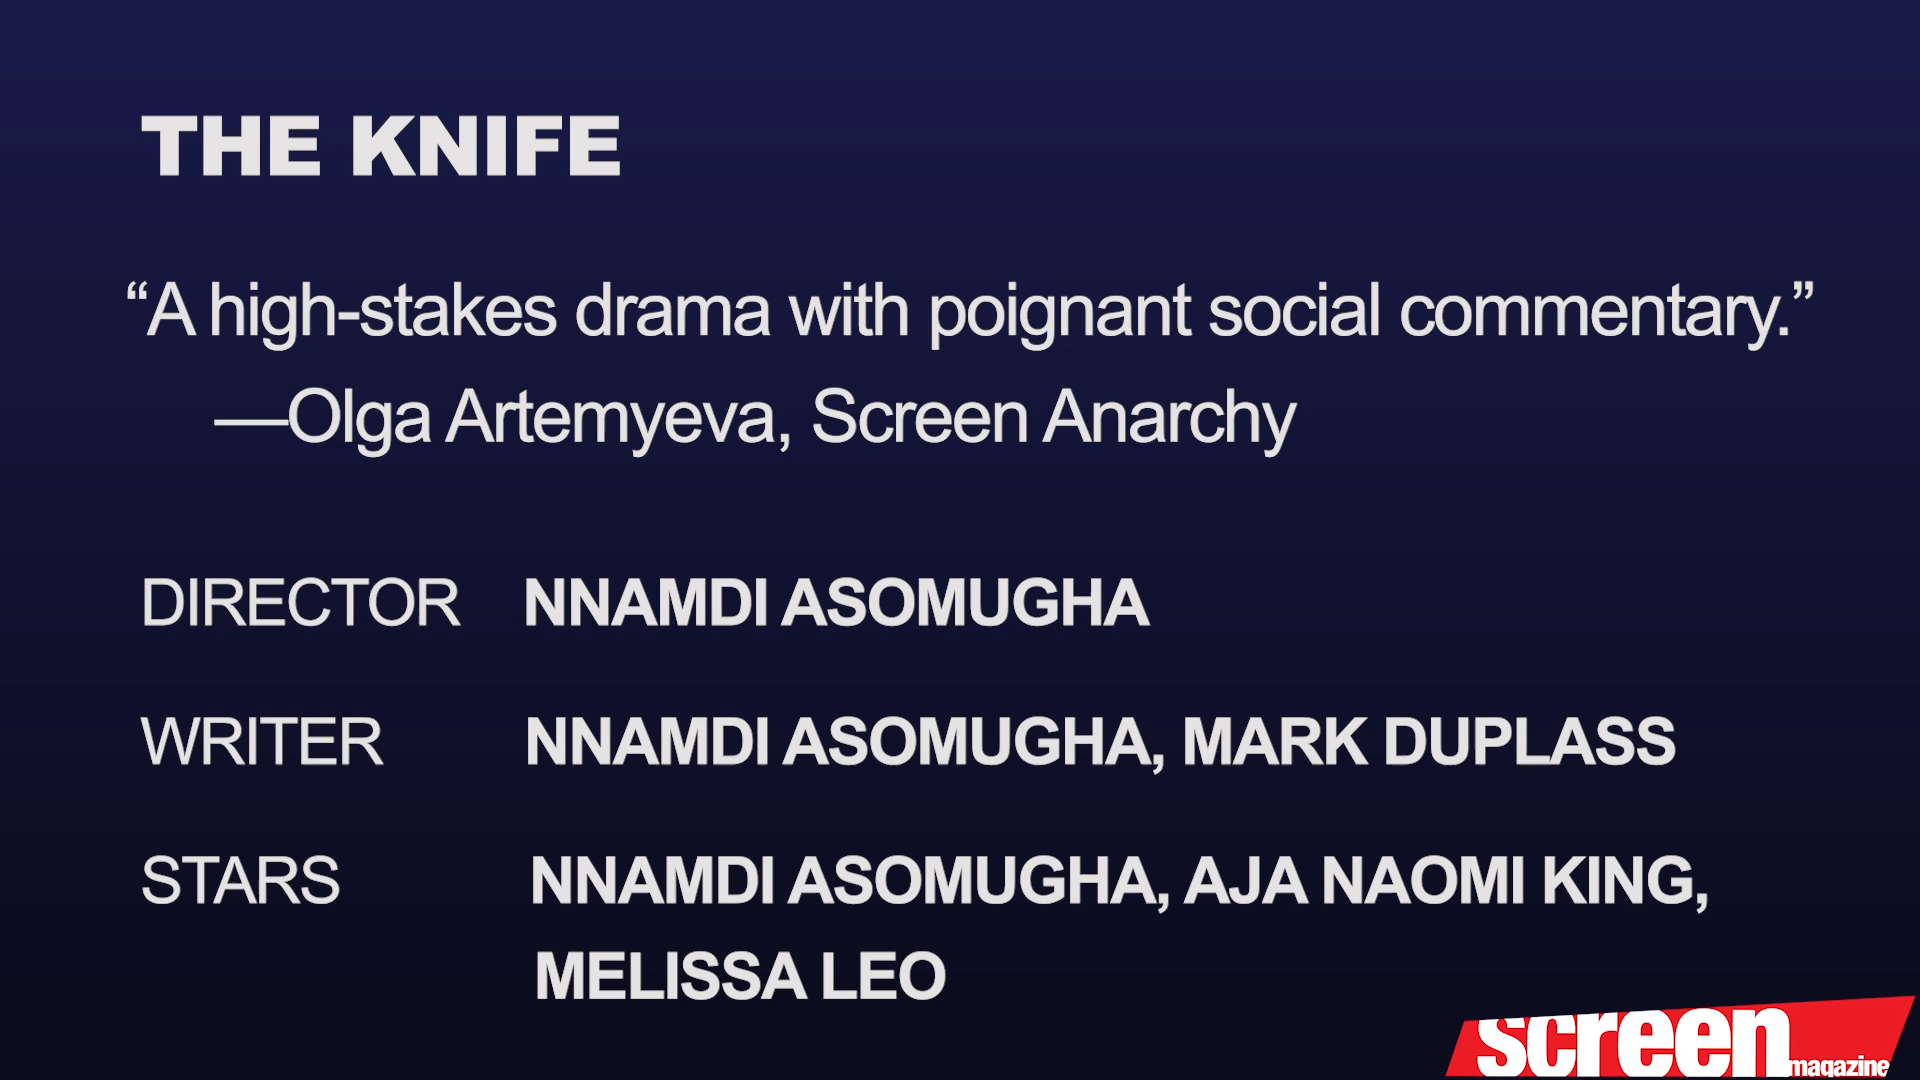 THE KNIFE
“A high-stakes drama with poignant social commentary.”
—Olga Artemyeva, Screen Anarchy
DIRECTOR NNAMDI ASOMUGHA
WRITER NNAMDI ASOMUGHA, MARK DUPLASS
STARS NNAMDI ASOMUGHA, AJA NAOMI KING,
MELISSA LEO
screen
magazine